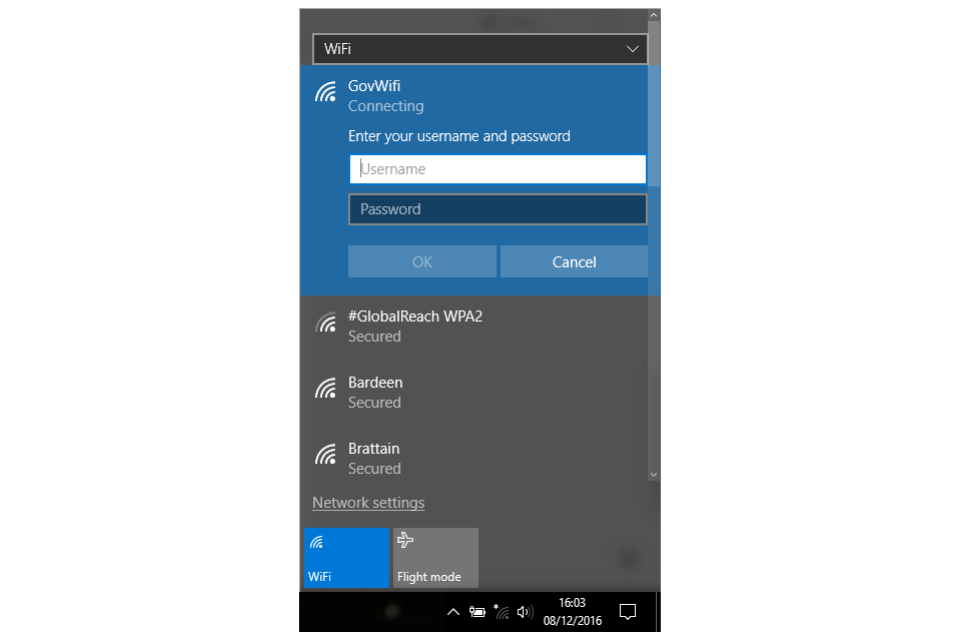 WiFi
GovWifi
Connecting
Enter your username and password
Username
Password
OK
Cancel
#GlobalReach WPA2
Secured
Bardeen
Secured
Brattain
Secured
Network settings
WiFi
Flight mode
16:03
08/12/2016